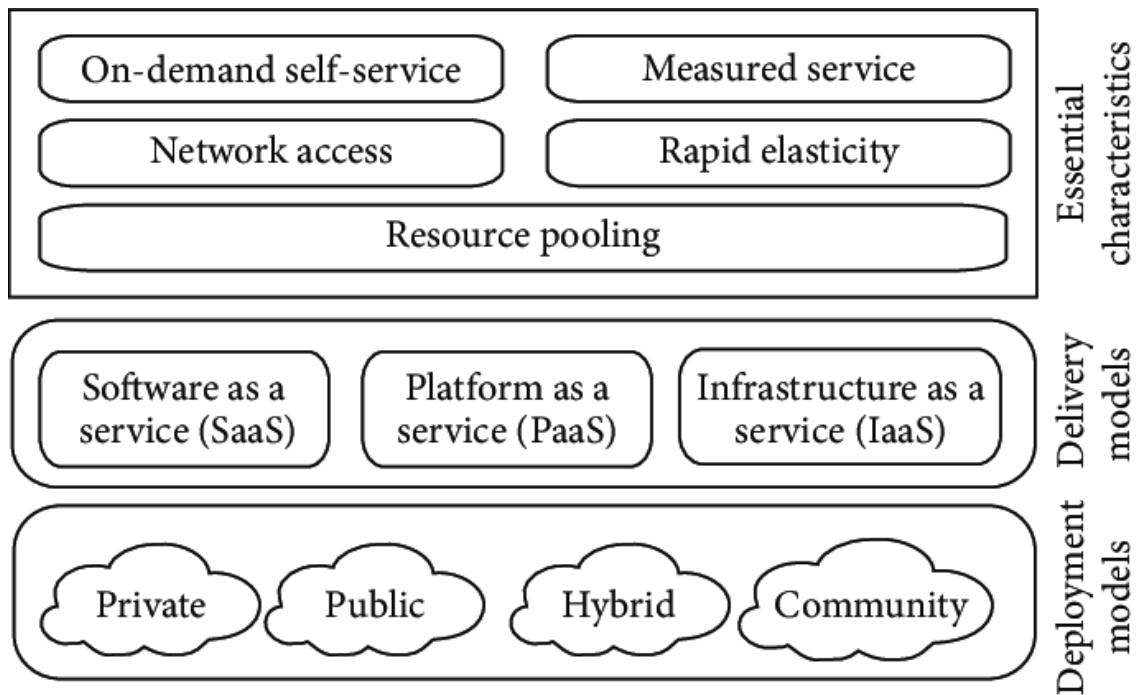 On-demand self-service
Measured service
Network access
Rapid elasticity
Resource pooling
Essential
characteristics
Software as a
service (SaaS)
Platform as a
service (PaaS)
Infrastructure as a
service (IaaS)
Delivery
models
Private
Public
Hybrid
Community
Deployment
models